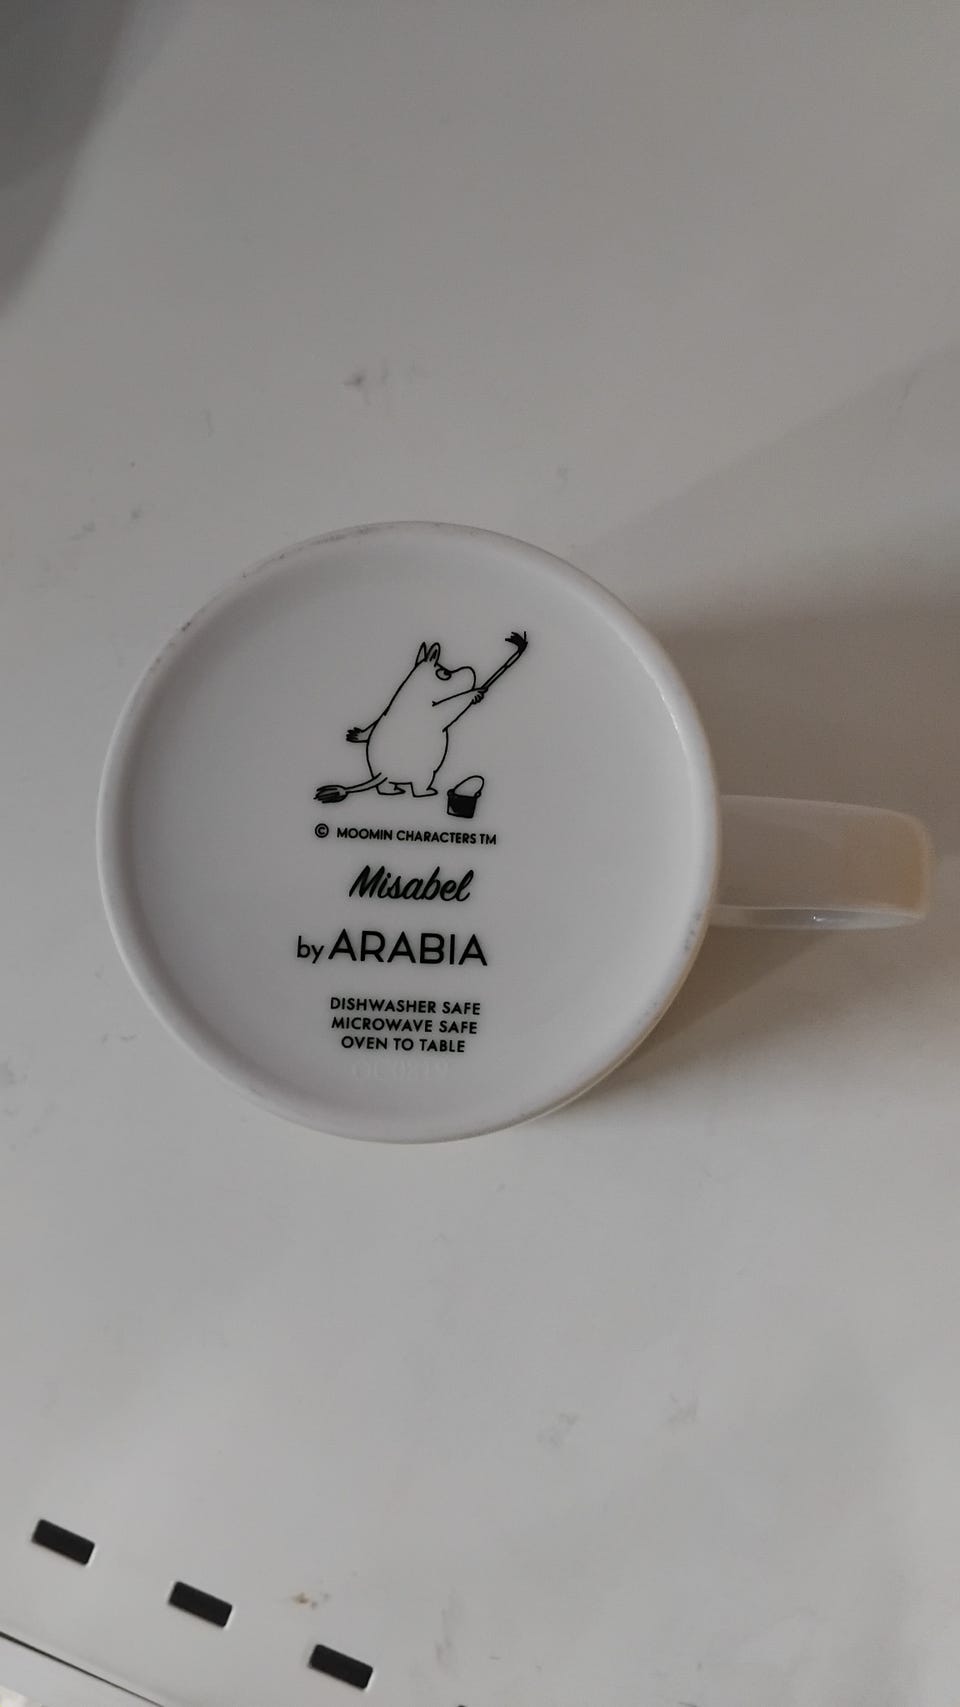 © MOOMIN CHARACTERS TM
Misabel
by ARABIA
DISHWASHER SAFE
MICROWAVE SAFE
OVEN TO TABLE